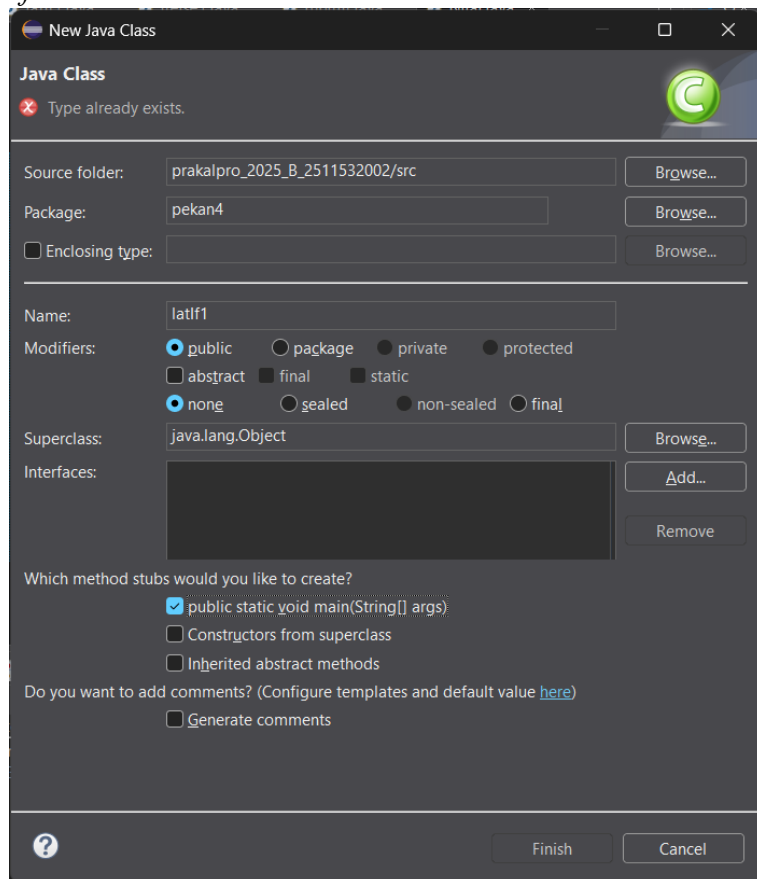 New Java Class
Java Class
Type already exists.
Source folder: prakalpro_2025_B_2511532002/src Browse...
Package: pekan4 Browse...
Enclosing type: Browse...
Name: latIf1
Modifiers: public package private protected
abstract final static
none sealed non-sealed final
Superclass: java.lang.Object Browse...
Interfaces: Add...
Remove
Which method stubs would you like to create?
public static void main(String[] args)
Constructors from superclass
Inherited abstract methods
Do you want to add comments? (Configure templates and default value here)
Generate comments
Finish Cancel